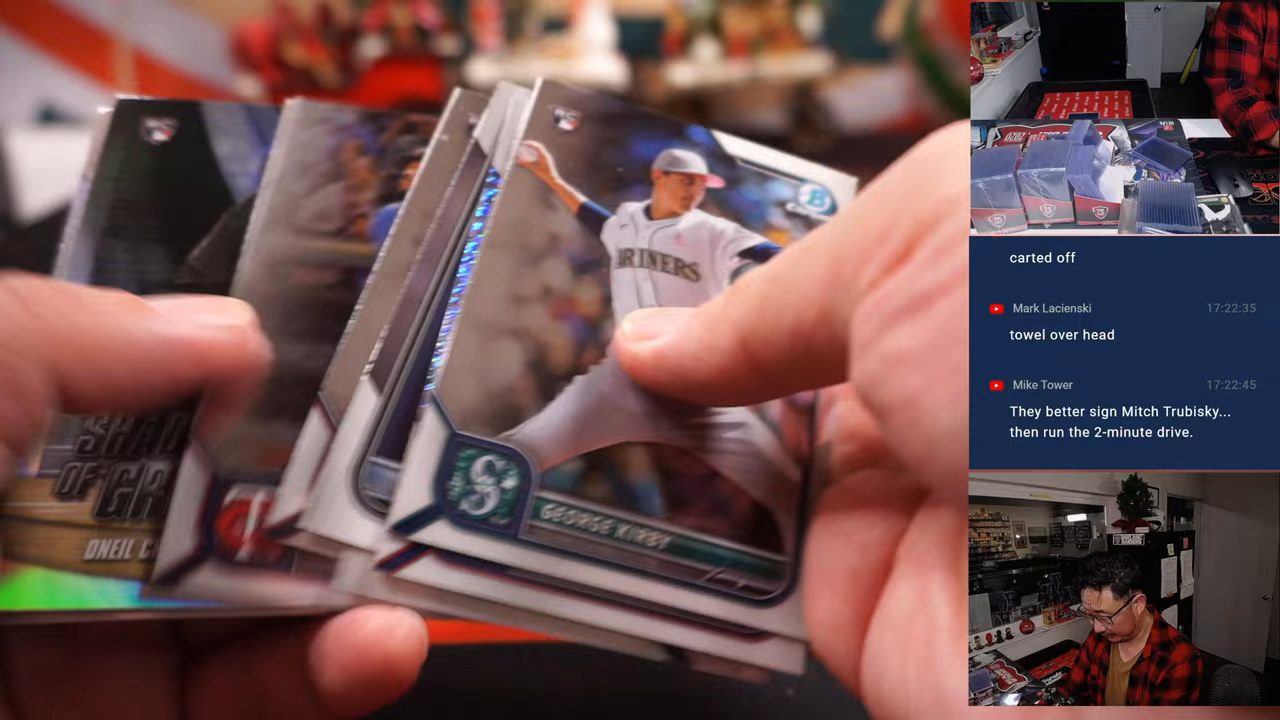 RINERS
GEORGE KIRBY
SHAD
OF GR
ONEIL C
carted off
Mark Lacienski 17:22:35
towel over head
Mike Tower 17:22:45
They better sign Mitch Trubisky...
then run the 2-minute drive.